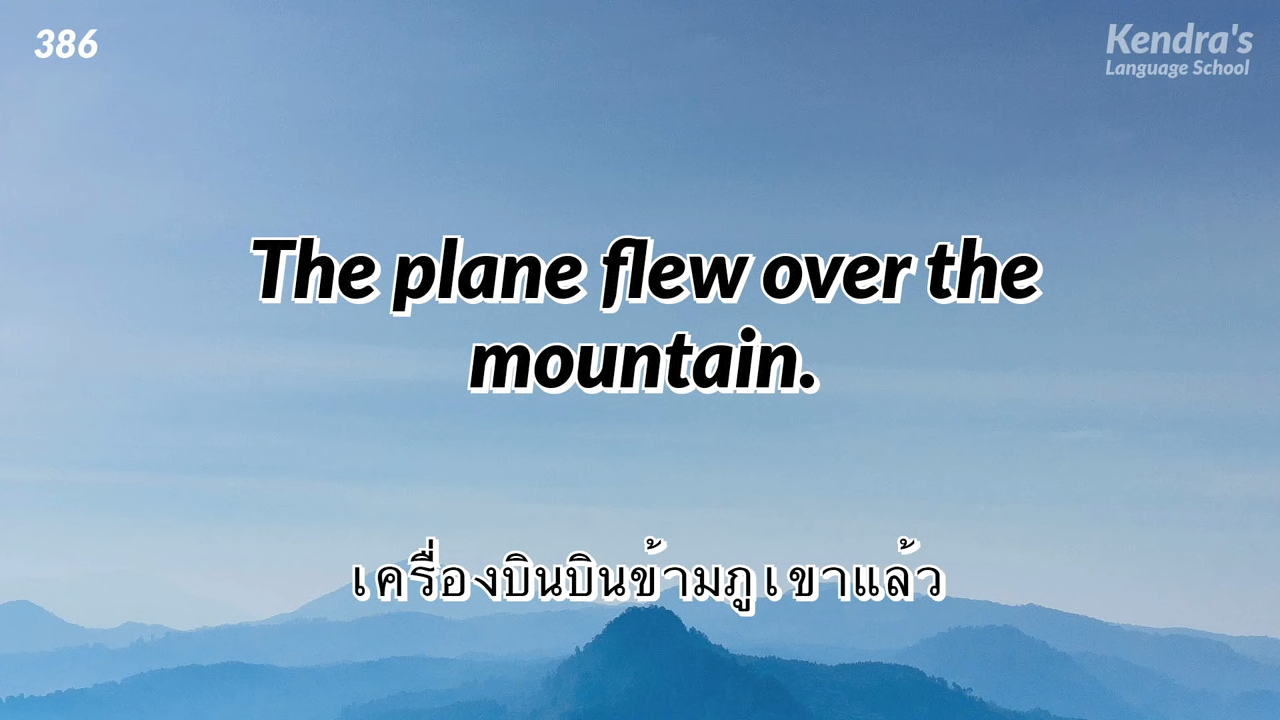 386
Kendra's
Language School
The plane flew over the
mountain.
เครื่องบินบินข้ามภูเขาแล้ว